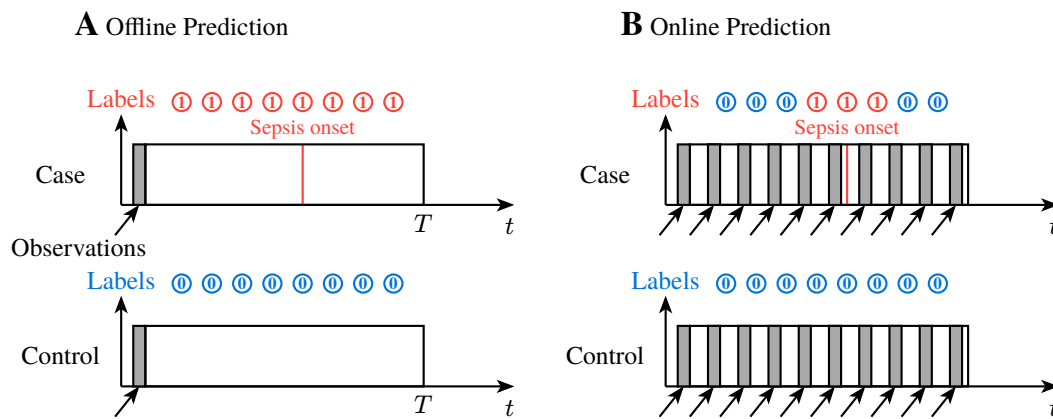 A Offline Prediction
Labels 1 1 1 1 1 1 1 1
Sepsis onset
Case
T
t
Observations
Labels 0 0 0 0 0 0 0 0
Control
T
t
B Online Prediction
Labels 0 0 0 1 1 1 0 0
Sepsis onset
Case
t
Labels 0 0 0 0 0 0 0 0
Control
t